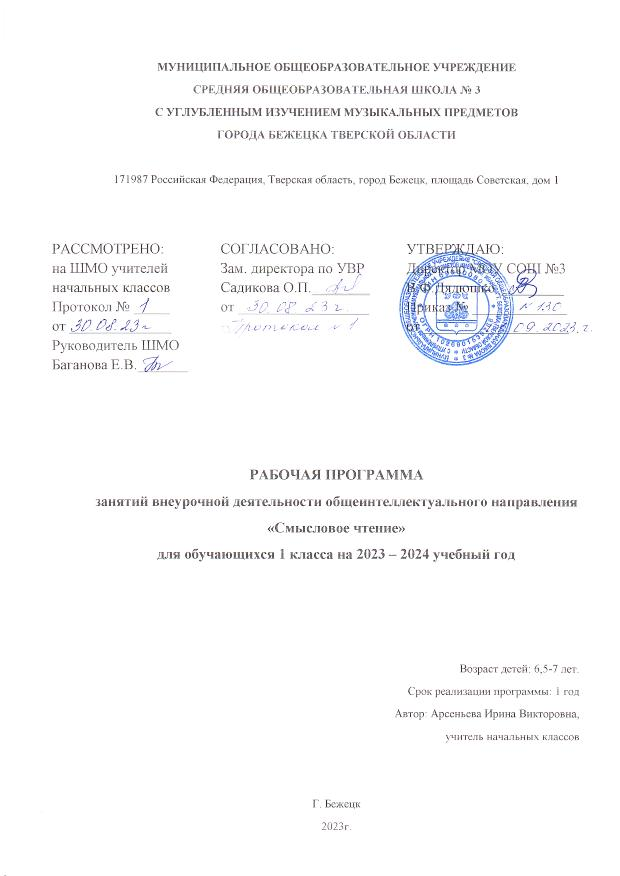 МУНИЦИПАЛЬНОЕ ОБЩЕОБРАЗОВАТЕЛЬНОЕ УЧРЕЖДЕНИЕ
СРЕДНЯЯ ОБЩЕОБРАЗОВАТЕЛЬНАЯ ШКОЛА № 3
С УГЛУБЛЕННЫМ ИЗУЧЕНИЕМ МУЗЫКАЛЬНЫХ ПРЕДМЕТОВ
ГОРОДА БЕЖЕЦКА ТВЕРСКОЙ ОБЛАСТИ
171987 Российская Федерация, Тверская область, город Бежецк, площадь Советская, дом 1
РАССМОТРЕНО:
на ШМО учителей
начальных классов
Протокол № 1
от 30.08.23г
Руководитель ШМО
Баганова Е.В.
СОГЛАСОВАНО:
Зам. директора по УВР
Садикова О.П.
от 30.08.23г.
Протокол № 1
УТВЕРЖДАЮ:
Директор МОУ СОШ №3
В.Ф.Дядюшко
Приказ № 130
от 09.2023г.
РАБОЧАЯ ПРОГРАММА
занятий внеурочной деятельности общеинтеллектуального направления
«Смысловое чтение»
для обучающихся 1 класса на 2023 – 2024 учебный год
Возраст детей: 6,5-7 лет.
Срок реализации программы: 1 год
Автор: Арсеньева Ирина Викторовна,
учитель начальных классов
Г. Бежецк
2023г.